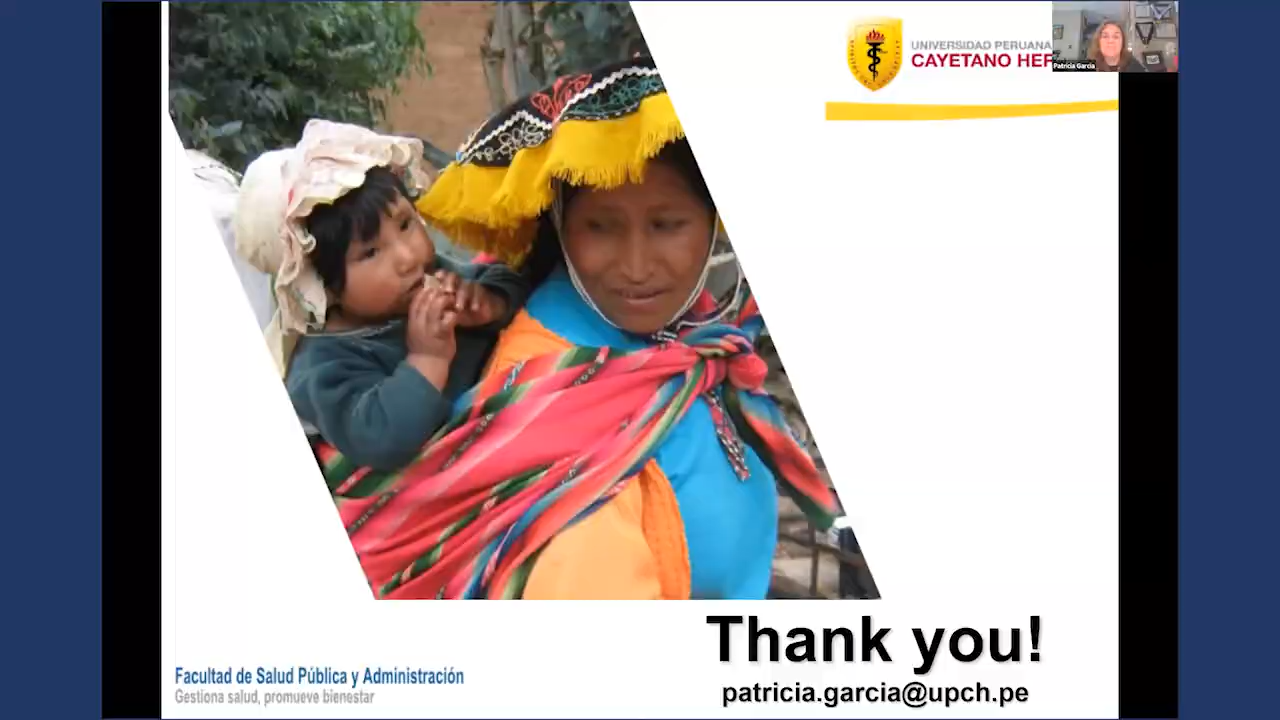 UNIVERSIDAD PERUANA
CAYETANO HER
Patricia Garcia
Thank you!
patricia.garcia@upch.pe
Facultad de Salud Pública y Administración
Gestiona salud, promueve bienestar